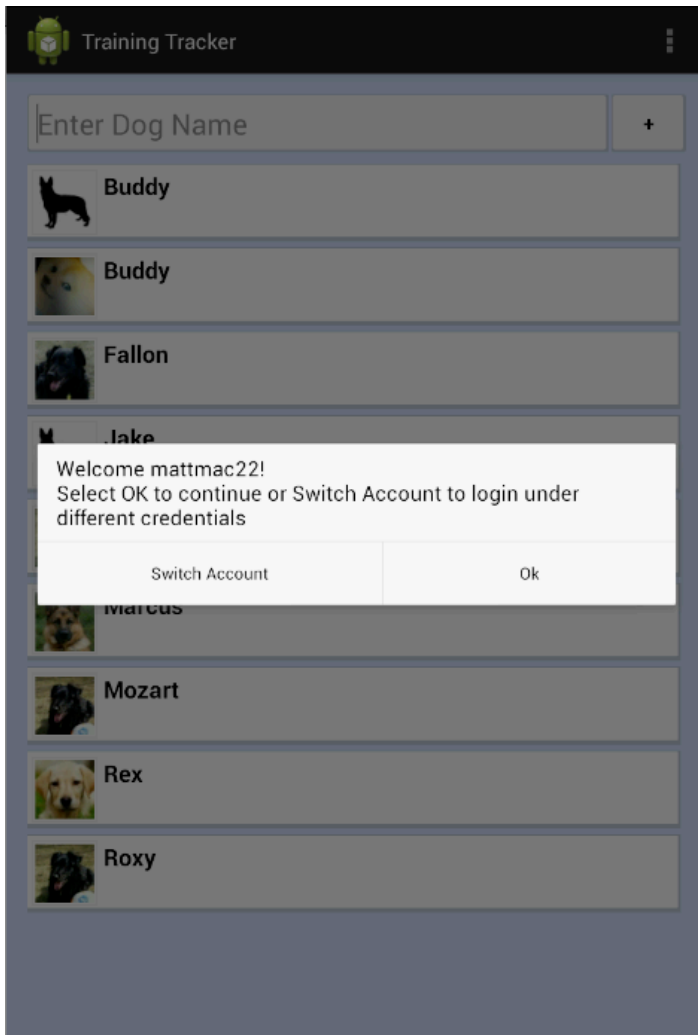 Training Tracker
Enter Dog Name
+
Buddy
Buddy
Fallon
Jake
Welcome mattmac22!
Select OK to continue or Switch Account to login under
different credentials
Switch Account
Ok
Marcus
Mozart
Rex
Roxy